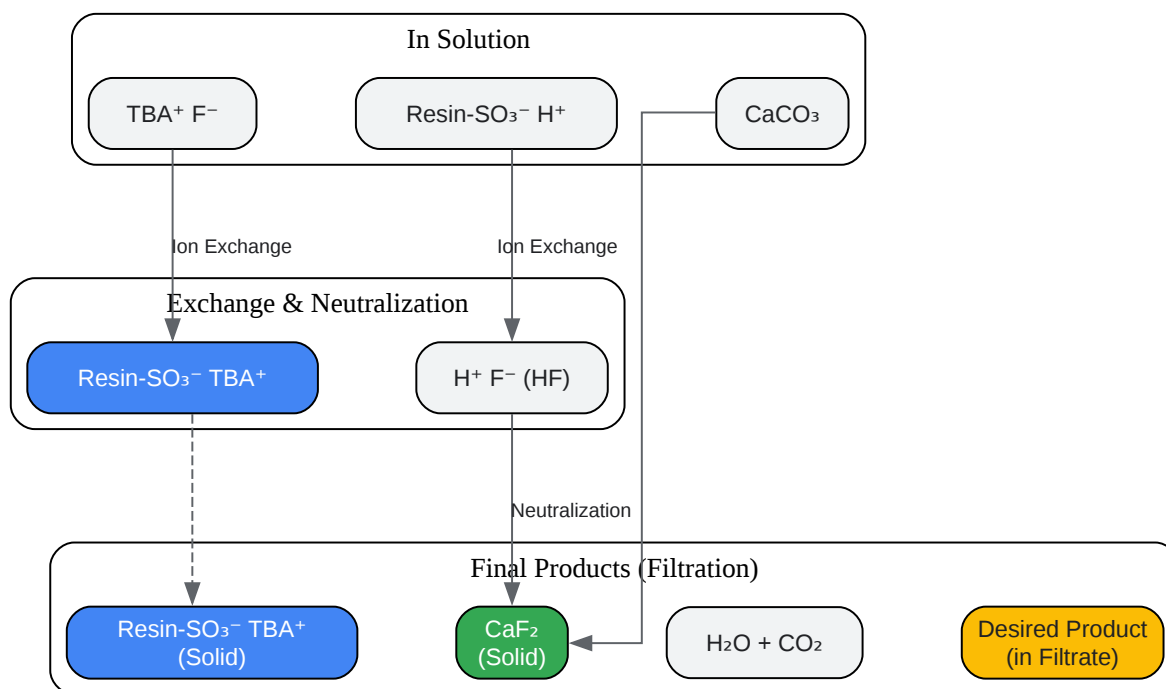 In Solution
TBA⁺ F⁻
Resin-SO₃⁻ H⁺
CaCO₃
Ion Exchange
Ion Exchange
Exchange & Neutralization
Resin-SO₃⁻ TBA⁺
H⁺ F⁻ (HF)
Neutralization
Final Products (Filtration)
Resin-SO₃⁻ TBA⁺
(Solid)
CaF₂
(Solid)
H₂O + CO₂
Desired Product
(in Filtrate)